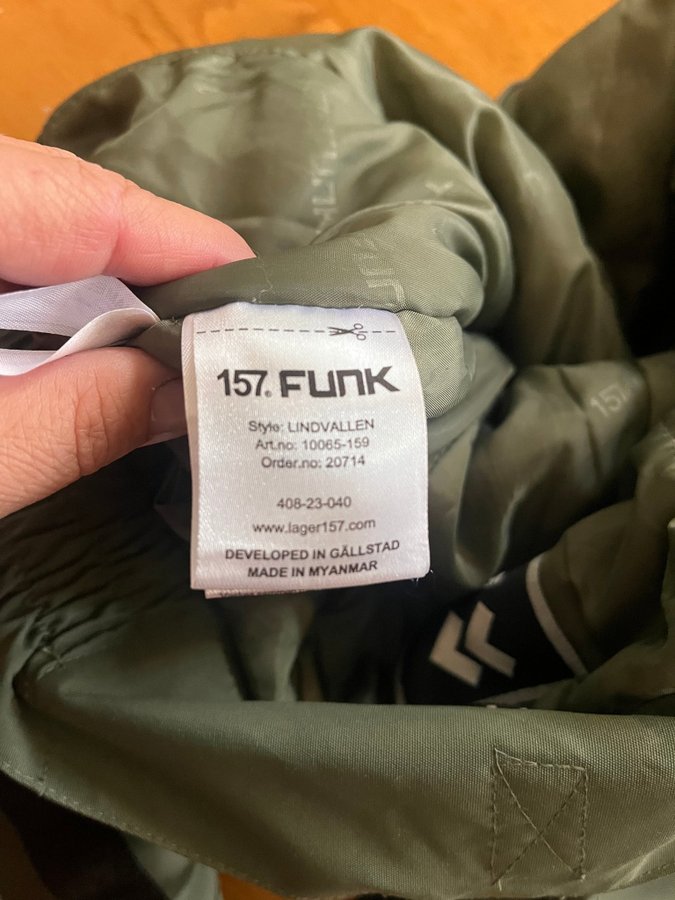 157. FUNK
Style: LINDVALLEN
Art.no: 10065-159
Order.no: 20714
408-23-040
www.lager157.com
DEVELOPED IN GÄLLSTAD
MADE IN MYANMAR
157